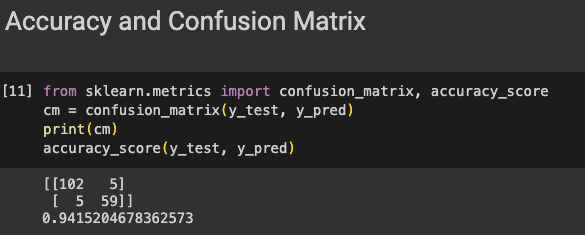 Accuracy and Confusion Matrix
[11] from sklearn.metrics import confusion_matrix, accuracy_score
cm = confusion_matrix(y_test, y_pred)
print(cm)
accuracy_score(y_test, y_pred)
[[102   5]
 [  5  59]]
0.9415204678362573